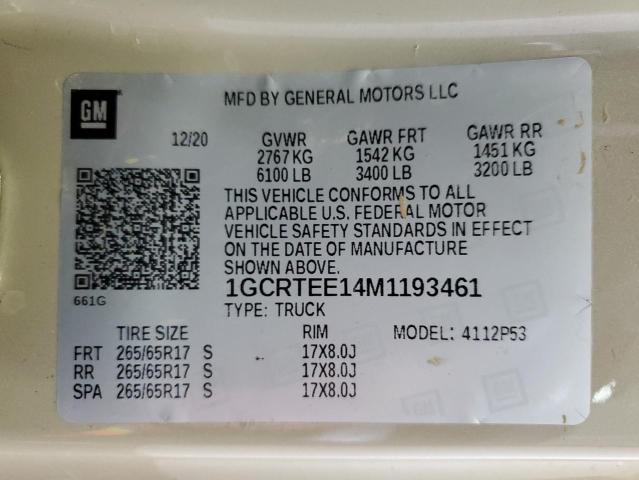 GM
MFD BY GENERAL MOTORS LLC
12/20 GVWR GAWR FRT GAWR RR
2767 KG 1542 KG 1451 KG
6100 LB 3400 LB 3200 LB
THIS VEHICLE CONFORMS TO ALL
APPLICABLE U.S. FEDERAL MOTOR
VEHICLE SAFETY STANDARDS IN EFFECT
ON THE DATE OF MANUFACTURE
SHOWN ABOVE.
661G
1GCRTEE14M1193461
TYPE: TRUCK
TIRE SIZE RIM MODEL: 4112P53
FRT 265/65R17 S 17X8.0J
RR 265/65R17 S 17X8.0J
SPA 265/65R17 S 17X8.0J